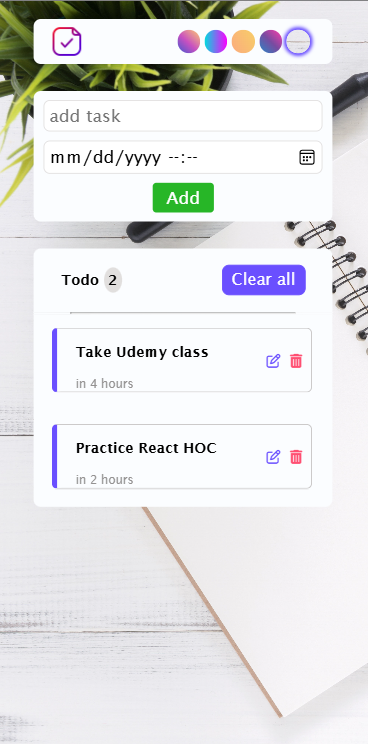 add task
mm/dd/yyyy --:--
Add
Todo 2
Clear all
Take Udemy class
in 4 hours
Practice React HOC
in 2 hours